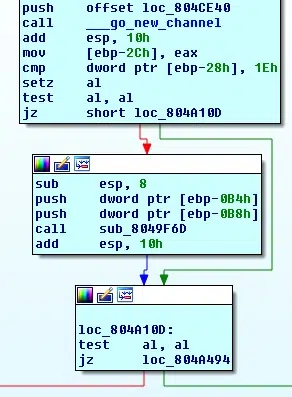 push    offset loc_804CE40
call    ___go_new_channel
add     esp, 10h
mov     [ebp-2Ch], eax
cmp     dword ptr [ebp-28h], 1Eh
setz    al
test    al, al
jz      short loc_804A10D
sub     esp, 8
push    dword ptr [ebp-0B4h]
push    dword ptr [ebp-0B8h]
call    sub_8049F6D
add     esp, 10h
loc_804A10D:
test    al, al
jz      loc_804A494